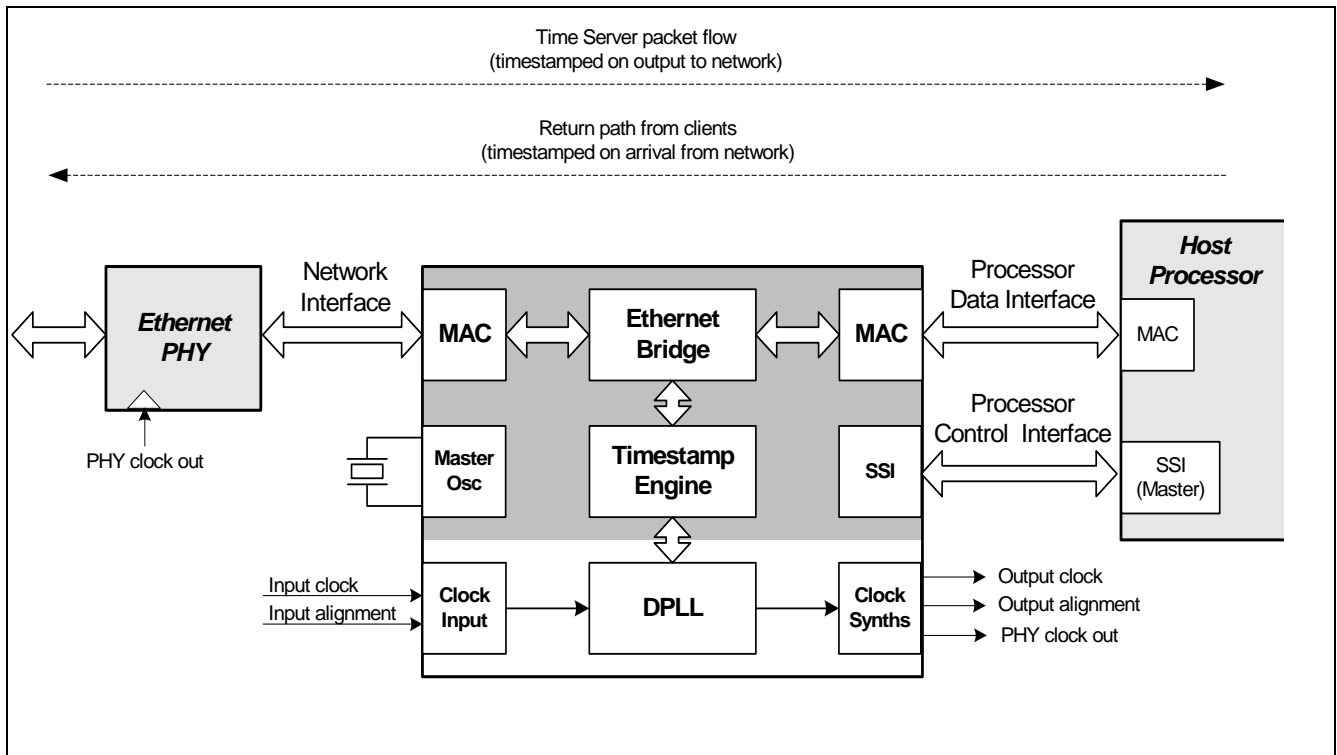 Time Server packet flow
(timestamped on output to network)
Return path from clients
(timestamped on arrival from network)
Host
Processor
Network
Interface
Processor
Data Interface
Ethernet
PHY
MAC
Ethernet
Bridge
MAC
MAC
Processor
Control Interface
PHY clock out
Master
Osc
Timestamp
Engine
SSI
SSI
(Master)
Input clock
Input alignment
Clock
Input
DPLL
Clock
Synths
Output clock
Output alignment
PHY clock out